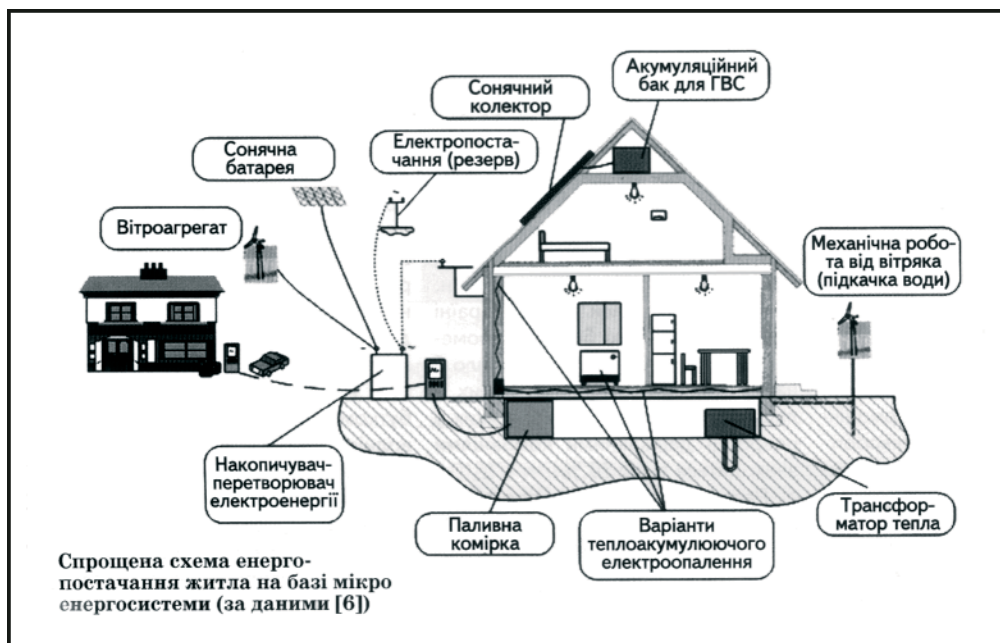 Акумуляційний
бак для ГВС
Сонячний
колектор
Електропоста-
чання (резерв)
Сонячна
батарея
Вітроагрегат
Механічна робо-
та від вітряка
(підкачка води)
Накопичувач-
перетворювач
електроенергії
Паливна
комірка
Варіанти
теплоакумулюючого
електроопалення
Трансфор-
матор тепла
Спрощена схема енерго-
постачання житла на базі мікро
енергосистеми (за даними [6])